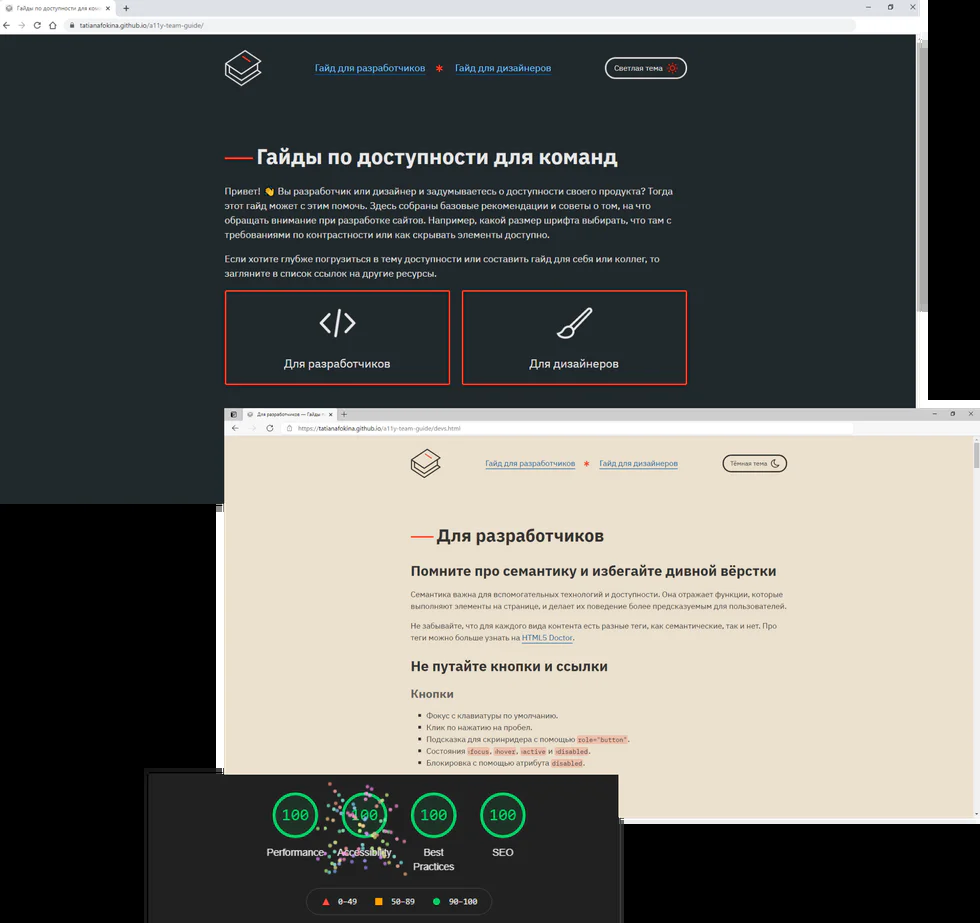 Гайды по доступности для кома
tatianafokina.github.io/a11y-team-guide/
Гайд для разработчиков * Гайд для дизайнеров
Светлая тема
Гайды по доступности для команд
Привет! 👋 Вы разработчик или дизайнер и задумываетесь о доступности своего продукта? Тогда
этот гайд может с этим помочь. Здесь собраны базовые рекомендации и советы о том, на что
обращать внимание при разработке сайтов. Например, какой размер шрифта выбирать, что там с
требованиями по контрастности или как скрывать элементы доступно.
Если хотите глубже погрузиться в тему доступности или составить гайд для себя или коллег, то
загляните в список ссылок на другие ресурсы.
Для разработчиков
Для дизайнеров
Для разработчиков — Гайды
https://tatianafokina.github.io/a11y-team-guide/devs.html
Гайд для разработчиков * Гайд для дизайнеров
Тёмная тема
Для разработчиков
Помните про семантику и избегайте дивной вёрстки
Семантика важна для вспомогательных технологий и доступности. Она отражает функции, которые
выполняют элементы на странице, и делает их поведение более предсказуемым для пользователей.
Не забывайте, что для каждого вида контента есть разные теги, как семантические, так и нет. Про
теги можно больше узнать на HTML5 Doctor.
Не путайте кнопки и ссылки
Кнопки
Фокус с клавиатуры по умолчанию.
Клик по нажатию на пробел.
Подсказка для скринридера с помощью role="button".
Состояния :focus, :hover, :active и :disabled.
Блокировка с помощью атрибута disabled.
100 100 100 100
Performance Accessibility Best Practices SEO
0–49 50–89 90–100